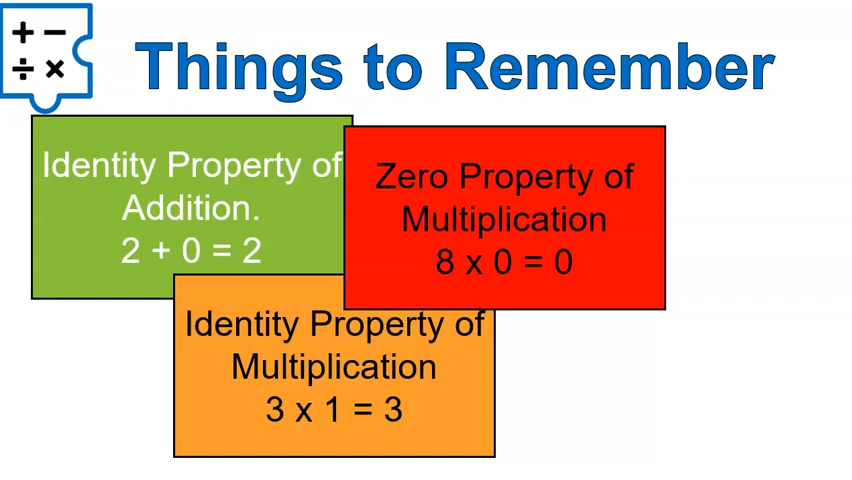 + −
÷ ×
Things to Remember
Identity Property of
Addition.
2 + 0 = 2
Zero Property of
Multiplication
8 x 0 = 0
Identity Property of
Multiplication
3 x 1 = 3